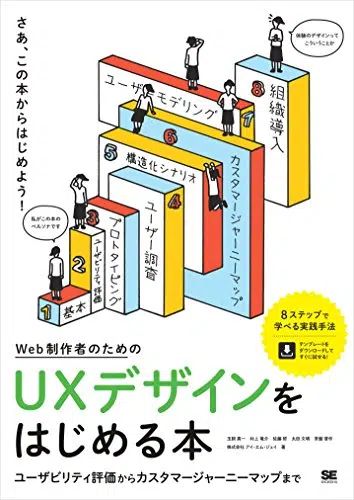 さあ、この本からはじめよう!
体験のデザインって
こういうことか
8
組織導入
7
ユーザーモデリング
6
カスタマージャーニーマップ
5
構造化シナリオ
4
ユーザー調査
3
プロトタイピング
2
ユーザビリティ評価
1
基本
私がこの本の
ペルソナです
8ステップで
学べる実践手法
テンプレートを
ダウンロードして
すぐに試せる!
Web制作者のための
UXデザインを
はじめる本
ユーザビリティ評価からカスタマージャーニーマップまで
玉飼真一 村上竜介 佐藤哲 太田文明 常盤晋作
株式会社アイ・エム・ジェイ 著
SE
SHOEISHA